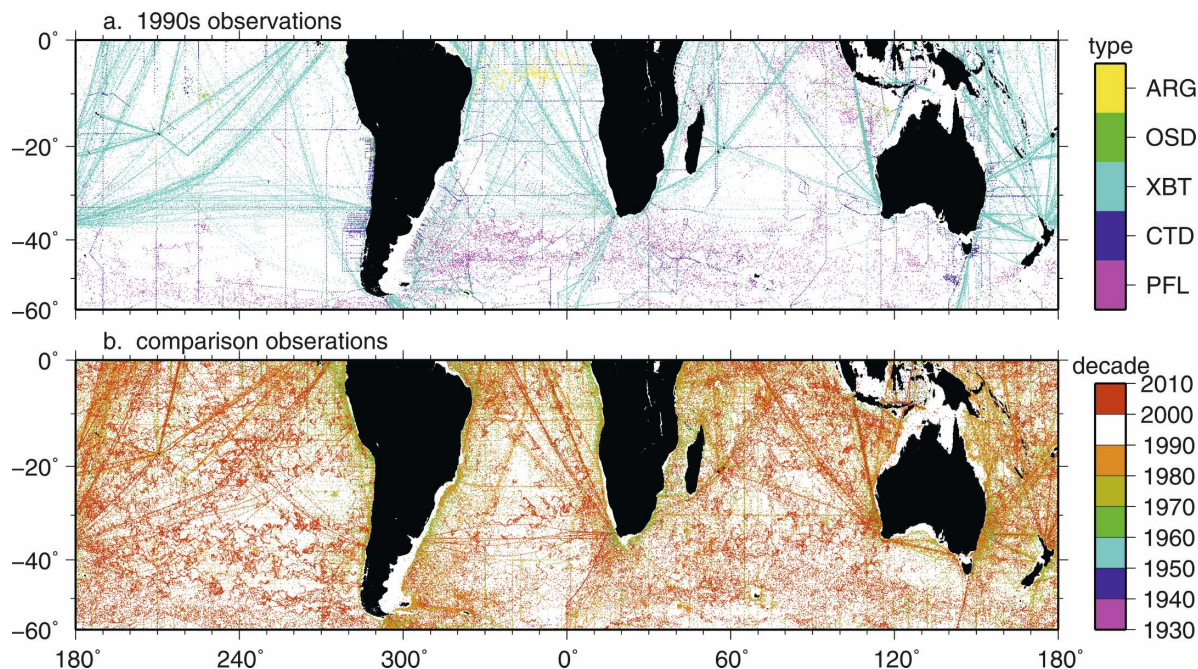 a. 1990s observations
0˚
−20˚
−40˚
−60˚
type
ARG
OSD
XBT
CTD
PFL
b. comparison obserations
0˚
−20˚
−40˚
−60˚
180˚ 240˚ 300˚ 0˚ 60˚ 120˚ 180˚
decade
2010
2000
1990
1980
1970
1960
1950
1940
1930